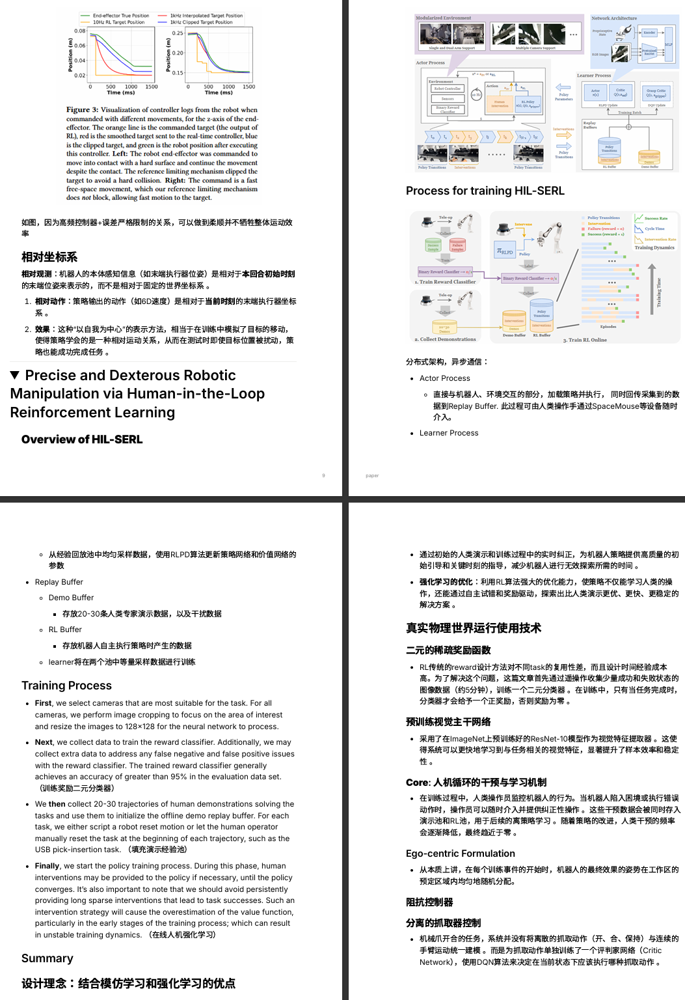 End-effector True Position
1kHz Interpolated Target Position
10Hz RL Target Position
1kHz Clipped Target Position
Position (m)
0.08
0.06
0.04
0.02
0
500
1000
1500
Time (ms)
Position (m)
0.25
0.20
0.15
0
500
1000
1500
Time (ms)
Figure 3: Visualization of controller logs from the robot when
commanded with different movements, for the z-axis of the end-
effector. The orange line is the commanded target (the output of
RL), red is the smoothed target sent to the real-time controller, blue
is the clipped target, and green is the robot position after executing
this controller. Left: The robot end-effector was commanded to
move into contact with a hard surface and continue the movement
despite the contact. The reference limiting mechanism clipped the
target to avoid a hard collision. Right: The command is a fast
free-space movement, which our reference limiting mechanism
does not block, allowing fast motion to the target.
如图，因为高频控制器+误差严格限制的关系，可以做到柔顺并不牺牲整体运动效
率
相对坐标系
相对观测：机器人的本体感知信息（如末端执行器位姿）是相对于本回合初始时刻
的末端位姿来表示的，而不是相对于固定的世界坐标系 。
1. 相对动作：策略输出的动作（如6D速度）是相对于当前时刻的末端执行器坐标
系 。
2. 效果：这种“以自我为中心”的表示方法，相当于在训练中模拟了目标的移动，
使得策略学会的是一种相对运动关系，从而在测试时即使目标位置被扰动，策
略也能成功完成任务 。
Precise and Dexterous Robotic
Manipulation via Human-in-the-Loop
Reinforcement Learning
Overview of HIL-SERL
9
Modularized Environment
Single and Dual Arm Support
Multiple Camera Support
Network Architecture
Proprioceptive
State
RGB Images
Encoder
Pretrained
ResNet
MLP
Actor Process
Environment
Robot Controller
Sensors
Binary Reward
Classifier
10 Hz
Action
Human
Intervention
RL Policy
Policy
Parameters
Interventions
Policy
Transitions
Policy Transitions
Interventions
Policy Transitions
Learner Process
Actor
π(s)
Critic
Grasp Critic
RLPD Update
DQN Update
Training Batch
Replay
Buffers
Policy
Transitions
Interventions
RL Buffer
Interventions
Demos
Demo Buffer
Process for training HIL-SERL
Tele-op
Collect
Success
Sample
Failure
Samples
Train
Binary Reward Classifier → 0/1
1. Train Reward Classifier
Tele-op
Collect
20-30
Demos
2. Collect Demonstrations
Intervene
Policy
Label
Binary Reward Classifier → 0/1
Collect
Interventions
Demo Buffer
Policy
Transitions
Interventions
RL Buffer
3. Train RL Online
Policy Transitions
Intervention
Failure (reward = 0)
Success (reward = 1)
Episodes
Success Rate
Cycle Time
Intervention Rate
Training Dynamics
Training Time
分布式架构，异步通信：
• Actor Process
直接与机器人、环境交互的部分，加载策略并执行， 同时回传采集到的数
据到Replay Buffer. 此过程可由人类操作手通过SpaceMouse等设备随时
介入。
• Learner Process
paper
从经验回放池中均匀采样数据，使用RLPD算法更新策略网络和价值网络的
参数
• Replay Buffer
Demo Buffer
存放20-30条人类专家演示数据，以及干扰数据
RL Buffer
存放机器人自主执行策略时产生的数据
learner将在两个池中等量采样数据进行训练
Training Process
• First, we select cameras that are most suitable for the task. For all
cameras, we perform image cropping to focus on the area of interest
and resize the images to 128×128 for the neural network to process.
• Next, we collect data to train the reward classifier. Additionally, we may
collect extra data to address any false negative and false positive issues
with the reward classifier. The trained reward classifier generally
achieves an accuracy of greater than 95% in the evaluation data set.
（训练奖励二元分类器）
• We then collect 20-30 trajectories of human demonstrations solving the
tasks and use them to initialize the offline demo replay buffer. For each
task, we either script a robot reset motion or let the human operator
manually reset the task at the beginning of each trajectory, such as the
USB pick-insertion task. （填充演示经验池）
• Finally, we start the policy training process. During this phase, human
interventions may be provided to the policy if necessary, until the policy
converges. It’s also important to note that we should avoid persistently
providing long sparse interventions that lead to task successes. Such an
intervention strategy will cause the overestimation of the value function,
particularly in the early stages of the training process; which can result
in unstable training dynamics. （在线人机强化学习）
Summary
设计理念：结合模仿学习和强化学习的优点
• 通过初始的人类演示和训练过程中的实时纠正，为机器人策略提供高质量的初
始引导和关键时刻的指导，减少机器人进行无效探索所需的时间 。
• 强化学习的优化：利用RL算法强大的优化能力，使策略不仅能学习人类的操
作，还能通过自主试错和奖励驱动，探索出比人类演示更优、更快、更稳定的
解决方案 。
真实物理世界运行使用技术
二元的稀疏奖励函数
• RL传统的reward设计方法对不同task的复用性差，而且设计时间经验成本
高。为了解决这个问题，这篇文章首先通过遥操作收集少量成功和失败状态的
图像数据（约5分钟），训练一个二元分类器 。在训练中，只有当任务完成时，
分类器才会给予一个正奖励，否则奖励为零 。
预训练视觉主干网络
• 采用了在ImageNet上预训练好的ResNet-10模型作为视觉特征提取器 。这使
得系统可以更快地学习到与任务相关的视觉特征，显著提升了样本效率和稳定
性 。
Core: 人机循环的干预与学习机制
• 在训练过程中，人类操作员监控机器人的行为。当机器人陷入困境或执行错误
动作时，操作员可以随时介入并提供纠正性操作 。这些干预数据会被同时存入
演示池和RL池，用于后续的离策略学习 。随着策略的改进，人类干预的频率
会逐渐降低，最终趋近于零 。
Ego-centric Formulation
• 从本质上讲，在每个训练事件的开始时，机器人的最终效果的姿势在工作区的
预定区域内均匀地随机分配。
阻抗控制器
分离的抓取器控制
• 机械爪开合的任务，系统并没有将离散的抓取动作（开、合、保持）与连续的
手臂运动统一建模 。而是为抓取动作单独训练了一个评判家网络（Critic
Network），使用DQN算法来决定在当前状态下应该执行哪种抓取动作 。